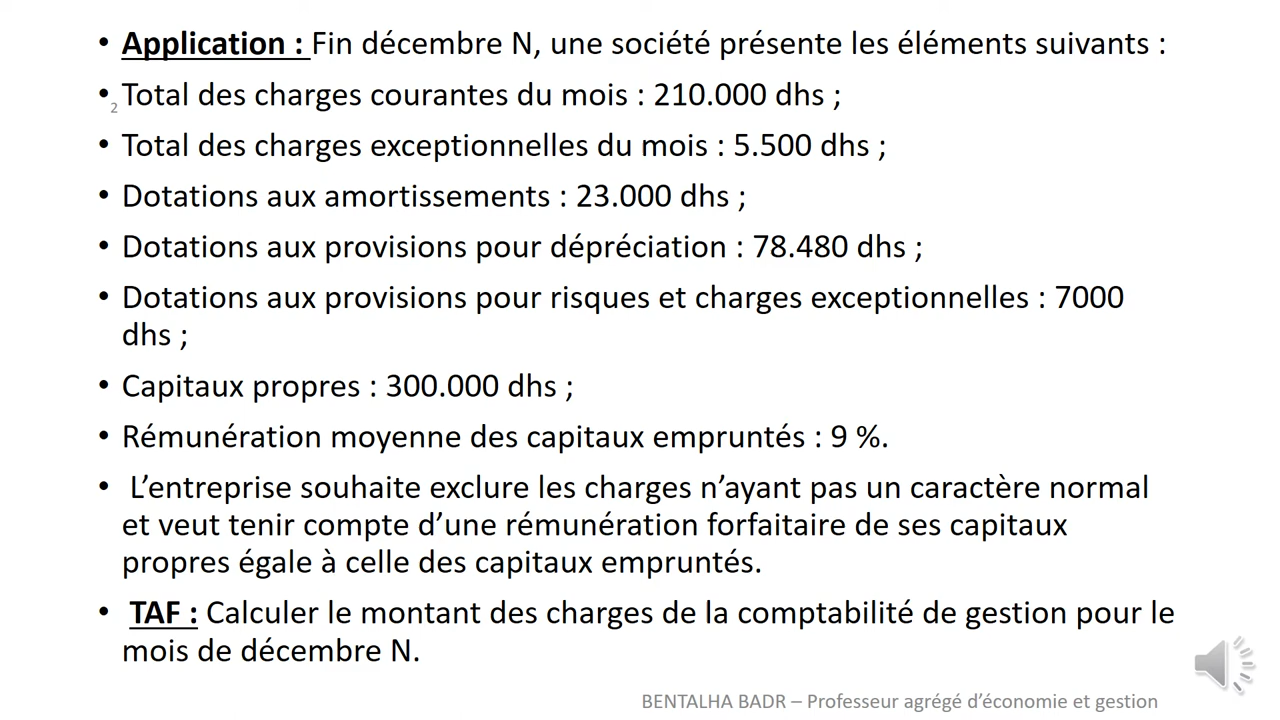 • Application : Fin décembre N, une société présente les éléments suivants :
• Total des charges courantes du mois : 210.000 dhs ;
2
• Total des charges exceptionnelles du mois : 5.500 dhs ;
• Dotations aux amortissements : 23.000 dhs ;
• Dotations aux provisions pour dépréciation : 78.480 dhs ;
• Dotations aux provisions pour risques et charges exceptionnelles : 7000
dhs ;
• Capitaux propres : 300.000 dhs ;
• Rémunération moyenne des capitaux empruntés : 9 %.
• L’entreprise souhaite exclure les charges n’ayant pas un caractère normal
et veut tenir compte d’une rémunération forfaitaire de ses capitaux
propres égale à celle des capitaux empruntés.
• TAF : Calculer le montant des charges de la comptabilité de gestion pour le
mois de décembre N.
BENTALHA BADR – Professeur agrégé d’économie et gestion